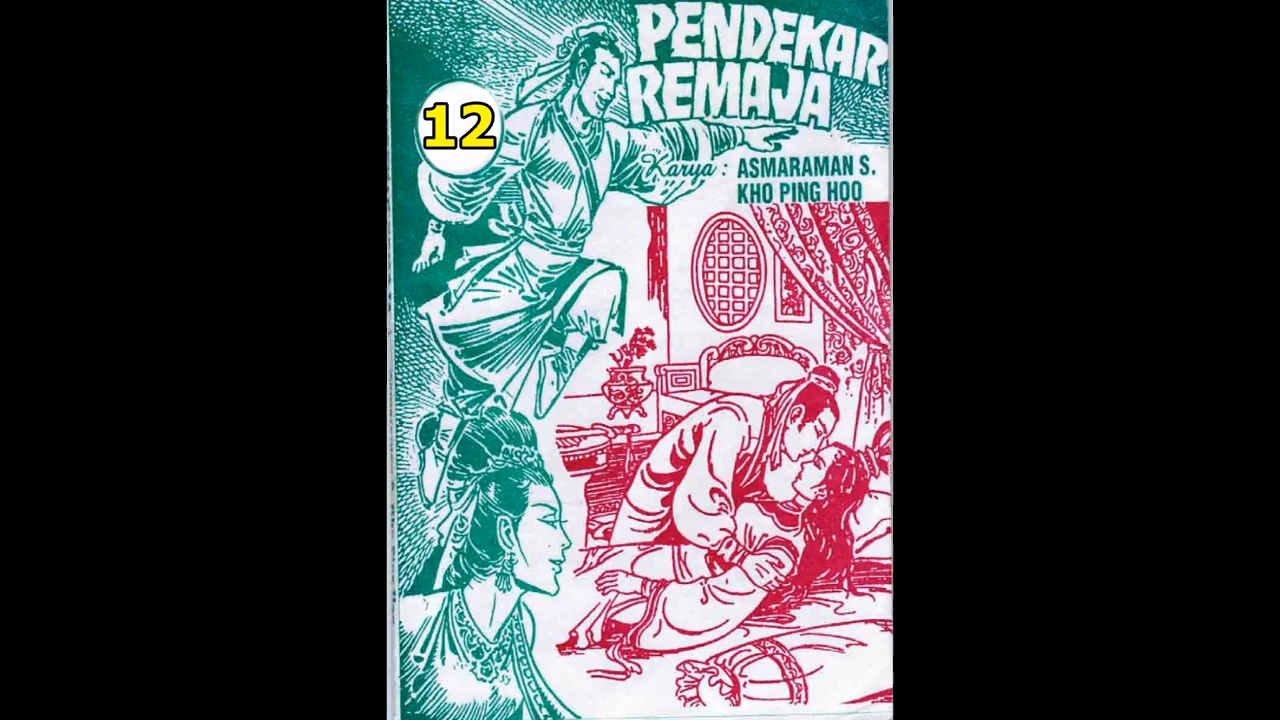 PENDEKAR
REMAJA
12
Karya : ASMARAMAN S.
KHO PING HOO